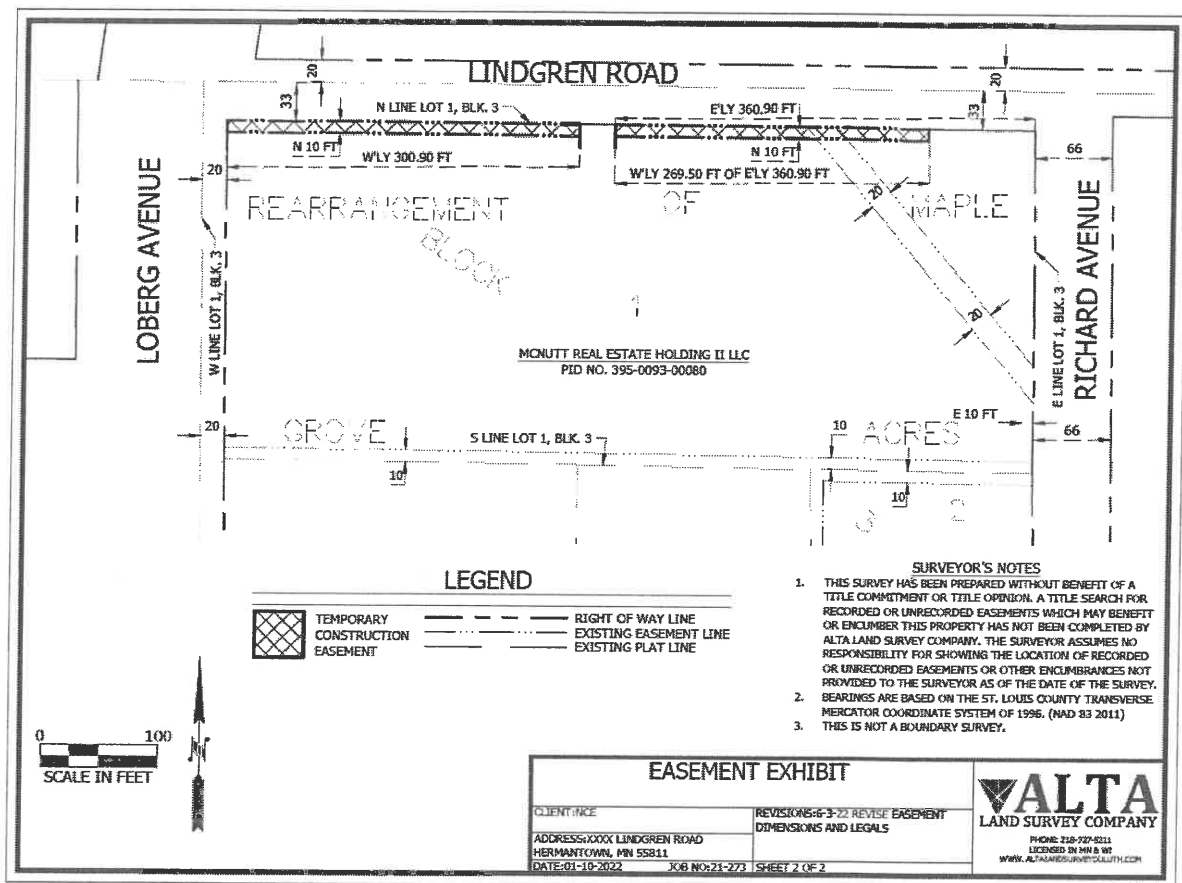 LINDGREN ROAD
20
20
33
33
N LINE LOT 1, BLK. 3
E'LY 360.90 FT
N 10 FT
N 10 FT
W'LY 300.90 FT
W'LY 269.50 FT OF E'LY 360.90 FT
66
20
20
REARRANGEMENT
OF
MAPLE
BLOCK
1
LOBERG AVENUE
W LINE LOT 1, BLK. 3
E LINE LOT 1, BLK. 3
RICHARD AVENUE
20
MCNUTT REAL ESTATE HOLDING II LLC
PID NO. 395-0093-00080
E 10 FT
20
GROVE
S LINE LOT 1, BLK. 3
10
ACRES
66
10
10
3
2
LEGEND
TEMPORARY
CONSTRUCTION
EASEMENT
RIGHT OF WAY LINE
EXISTING EASEMENT LINE
EXISTING PLAT LINE
SURVEYOR'S NOTES
1. THIS SURVEY HAS BEEN PREPARED WITHOUT BENEFIT OF A
TITLE COMMITMENT OR TITLE OPINION. A TITLE SEARCH FOR
RECORDED OR UNRECORDED EASEMENTS WHICH MAY BENEFIT
OR ENCUMBER THIS PROPERTY HAS NOT BEEN COMPLETED BY
ALTA LAND SURVEY COMPANY. THE SURVEYOR ASSUMES NO
RESPONSIBILITY FOR SHOWING THE LOCATION OF RECORDED
OR UNRECORDED EASEMENTS OR OTHER ENCUMBRANCES NOT
PROVIDED TO THE SURVEYOR AS OF THE DATE OF THE SURVEY.
2. BEARINGS ARE BASED ON THE ST. LOUIS COUNTY TRANSVERSE
MERCATOR COORDINATE SYSTEM OF 1996. (NAD 83 2011)
3. THIS IS NOT A BOUNDARY SURVEY.
0 100
SCALE IN FEET
N
EASEMENT EXHIBIT
CLIENT:NCE
REVISIONS:6-3-22 REVISE EASEMENT
DIMENSIONS AND LEGALS
ADDRESS:XXXX LINDGREN ROAD
HERMANTOWN, MN 55811
DATE:01-10-2022 JOB NO:21-273 SHEET 2 OF 2
ALTA
LAND SURVEY COMPANY
PHONE: 218-727-5211
LICENSED IN MN & WI
WWW. ALTALANDSURVEYDULUTH.COM